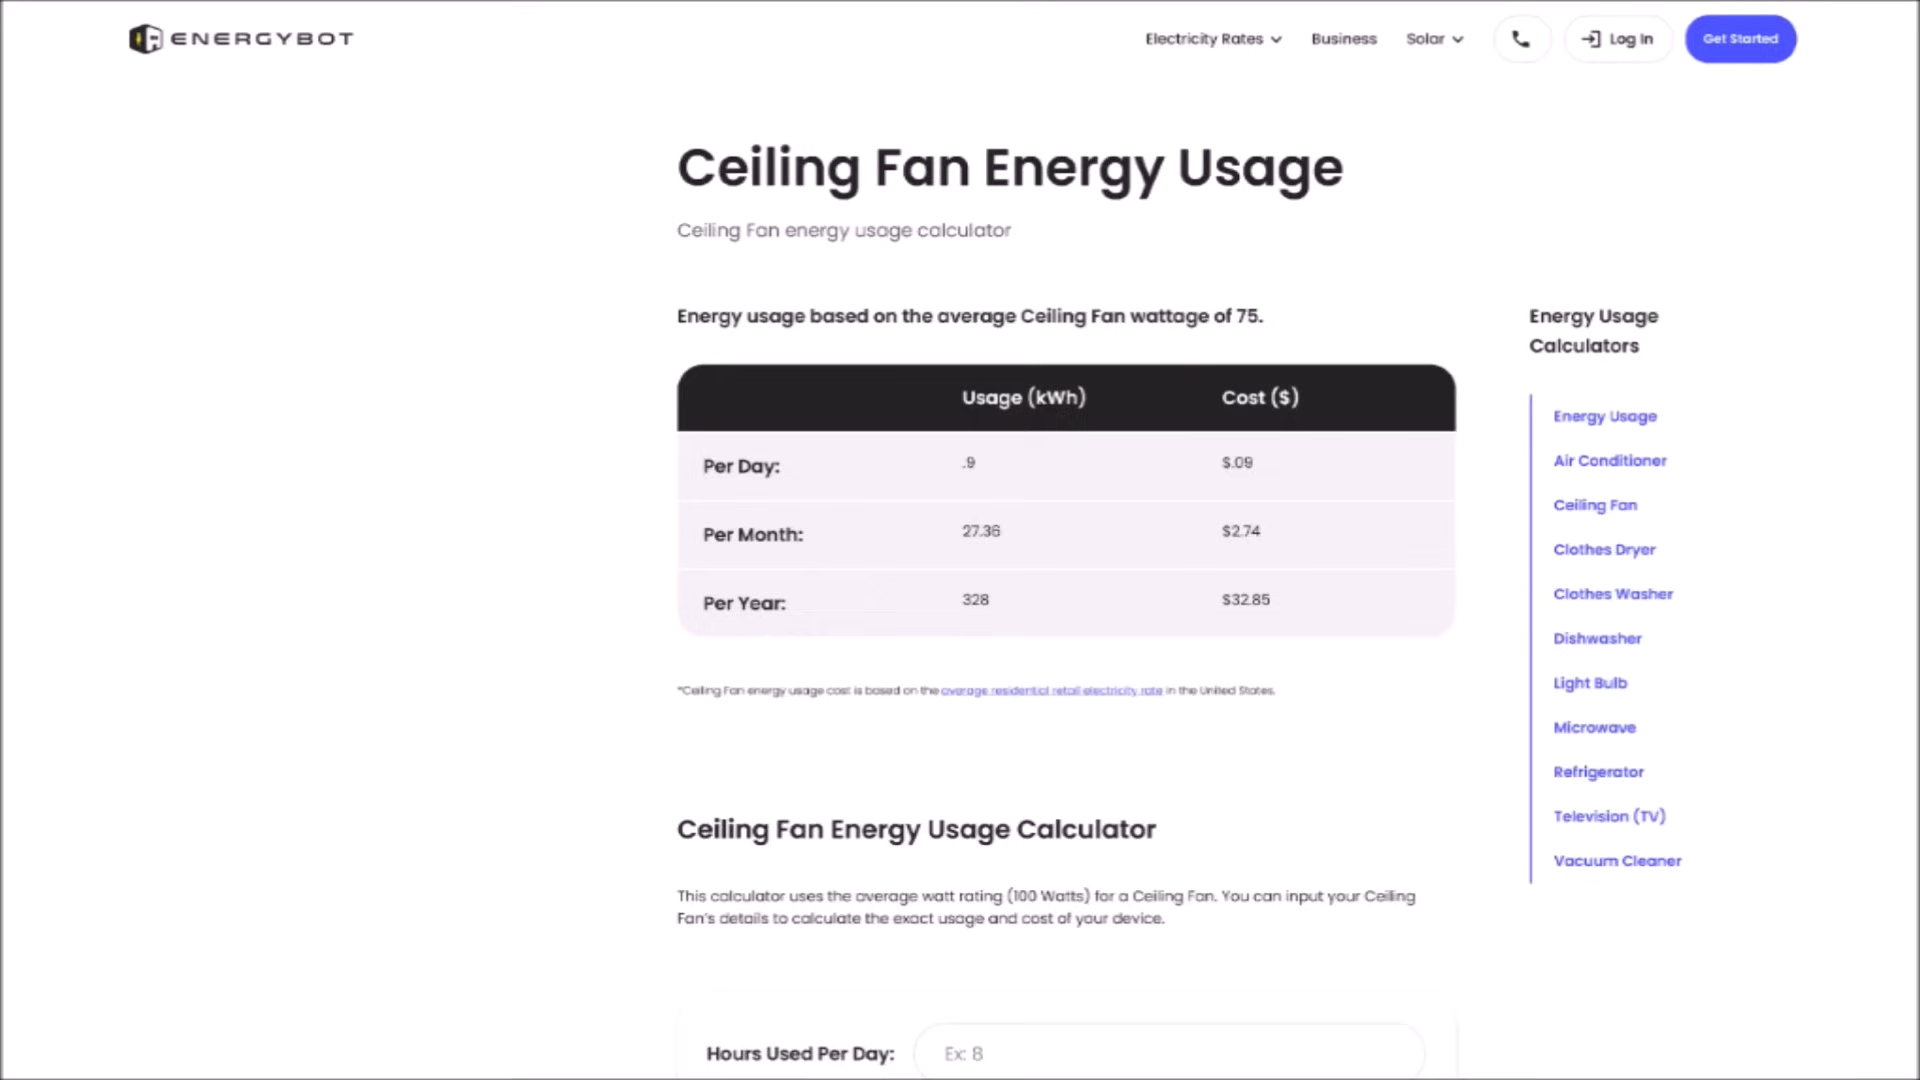 ENERGYBOT
Electricity Rates
Business
Solar
Log In
Get Started
Ceiling Fan Energy Usage
Ceiling Fan energy usage calculator
Energy usage based on the average Ceiling Fan wattage of 75.
Usage (kWh) Cost ($)
Per Day: .9 $.09
Per Month: 27.36 $2.74
Per Year: 328 $32.85
*Ceiling Fan energy usage cost is based on the average residential retail electricity rate in the United States.
Ceiling Fan Energy Usage Calculator
This calculator uses the average watt rating (100 Watts) for a Ceiling Fan. You can input your Ceiling
Fan's details to calculate the exact usage and cost of your device.
Hours Used Per Day: Ex: 8
Energy Usage
Calculators
Energy Usage
Air Conditioner
Ceiling Fan
Clothes Dryer
Clothes Washer
Dishwasher
Light Bulb
Microwave
Refrigerator
Television (TV)
Vacuum Cleaner